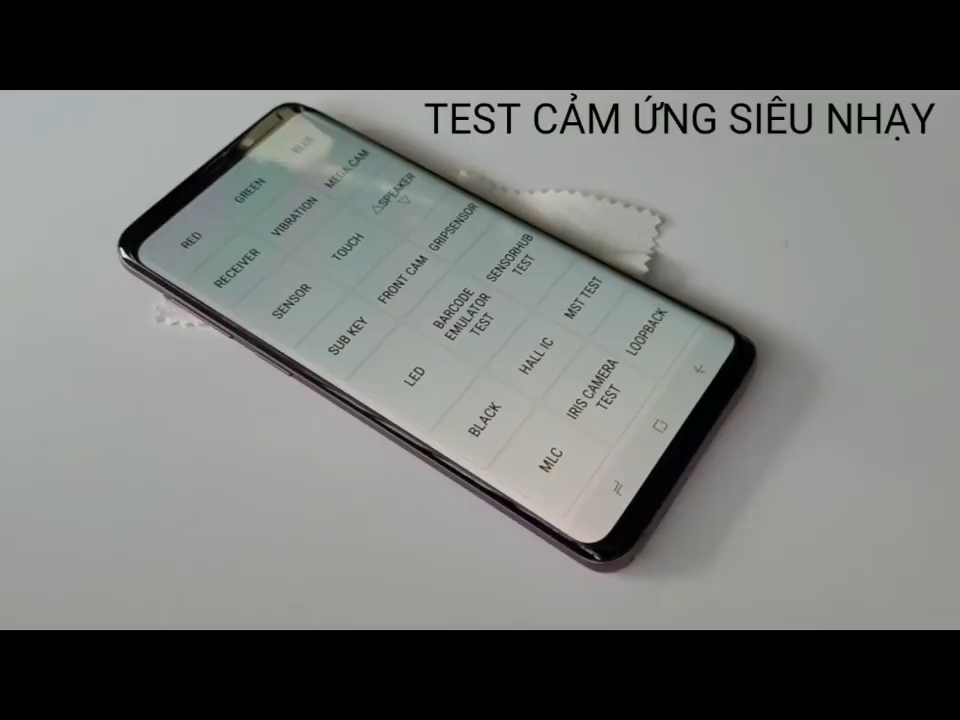 TEST CẢM ỨNG SIÊU NHẠY
RED
GREEN
BLUE
RECEIVER
VIBRATION
MEGA CAM
SENSOR
TOUCH
△SPEAKER▽
SUB KEY
FRONT CAM
GRIPSENSOR
LED
BARCODE
EMULATOR
TEST
SENSORHUB
TEST
BLACK
HALL IC
MST TEST
MLC
IRIS CAMERA
TEST
LOOPBACK